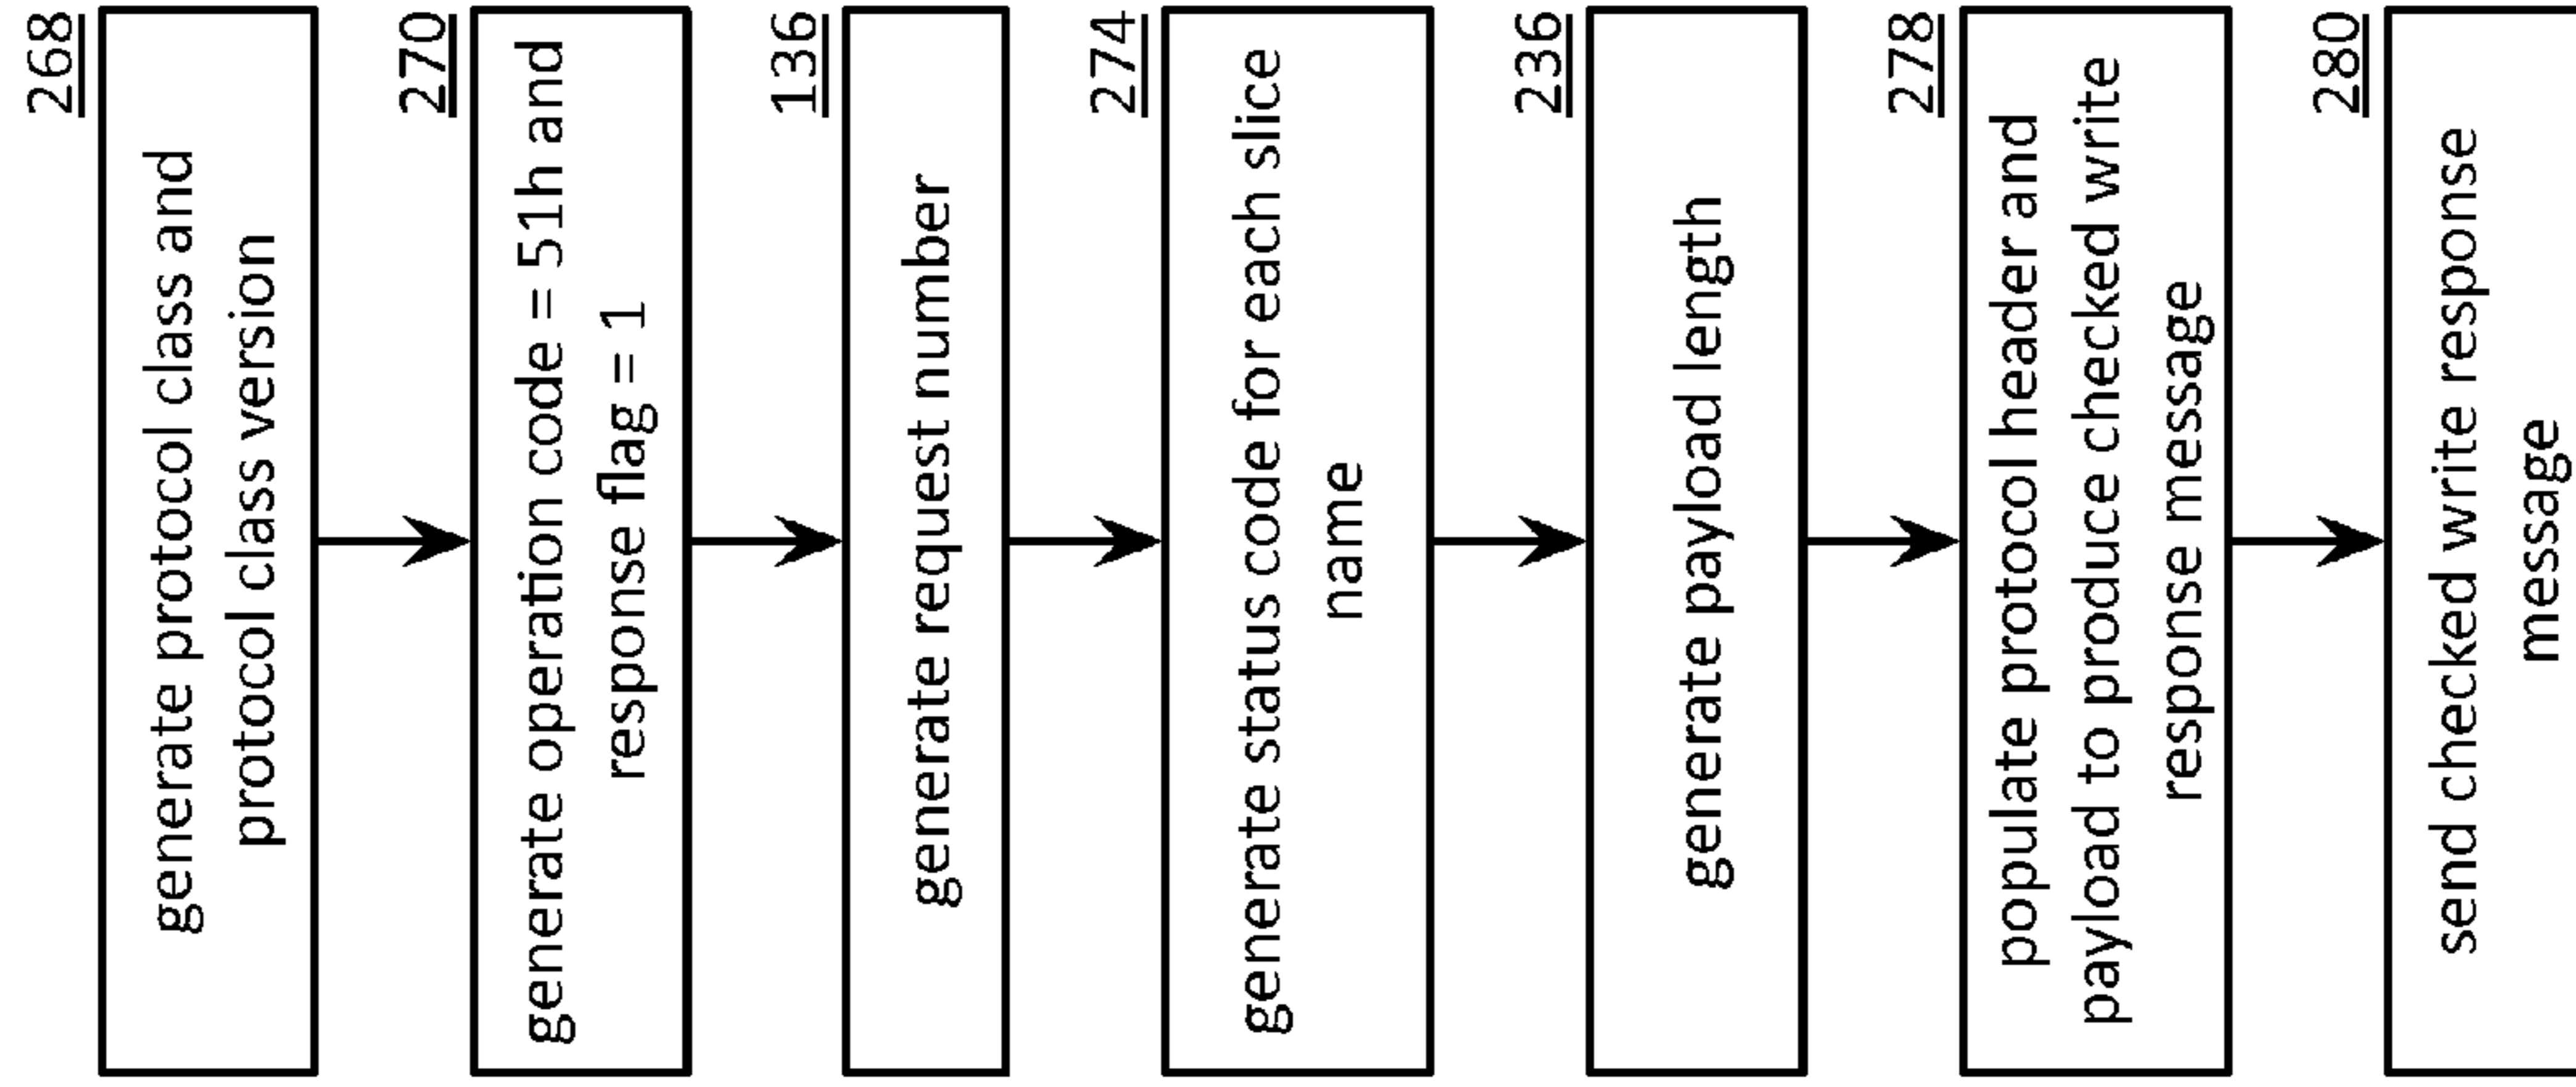 268
generate protocol class and
protocol class version
270
generate operation code = 51h and
response flag = 1
136
generate request number
274
generate status code for each slice
name
236
generate payload length
278
populate protocol header and
payload to produce checked write
response message
280
send checked write response
message